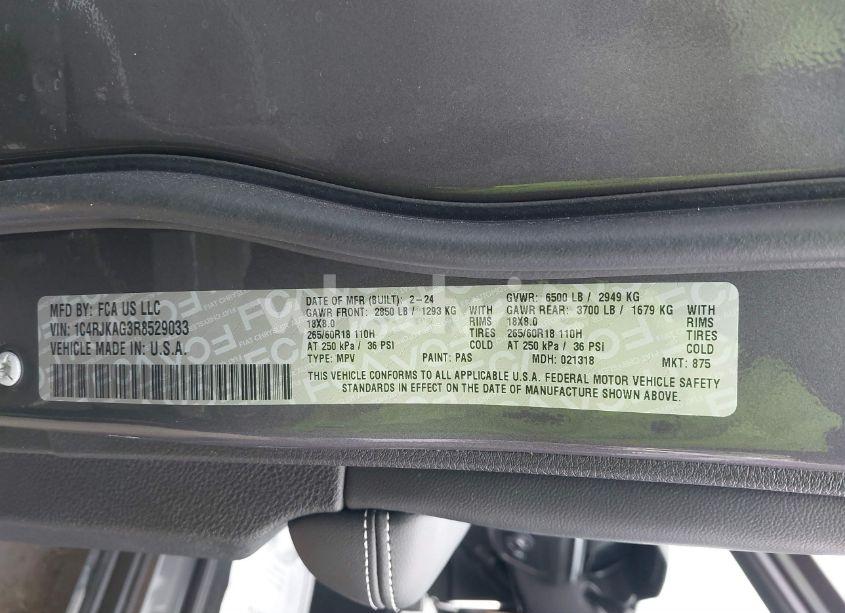 MFD BY: FCA US LLC
VIN: 1C4RJKAG3R8529033
VEHICLE MADE IN: U.S.A.
DATE OF MFR (BUILT): 2-24 GVWR: 6500 LB / 2949 KG
GAWR FRONT: 2850 LB / 1293 KG WITH GAWR REAR: 3700 LB / 1679 KG WITH
18X8.0 RIMS 18X8.0 RIMS
265/60R18 110H TIRES 265/60R18 110H TIRES
AT 250 kPa / 36 PSI COLD AT 250 kPa / 36 PSI COLD
TYPE: MPV PAINT: PAS MDH: 021318 MKT: 875
THIS VEHICLE CONFORMS TO ALL APPLICABLE U.S.A. FEDERAL MOTOR VEHICLE SAFETY
STANDARDS IN EFFECT ON THE DATE OF MANUFACTURE SHOWN ABOVE.